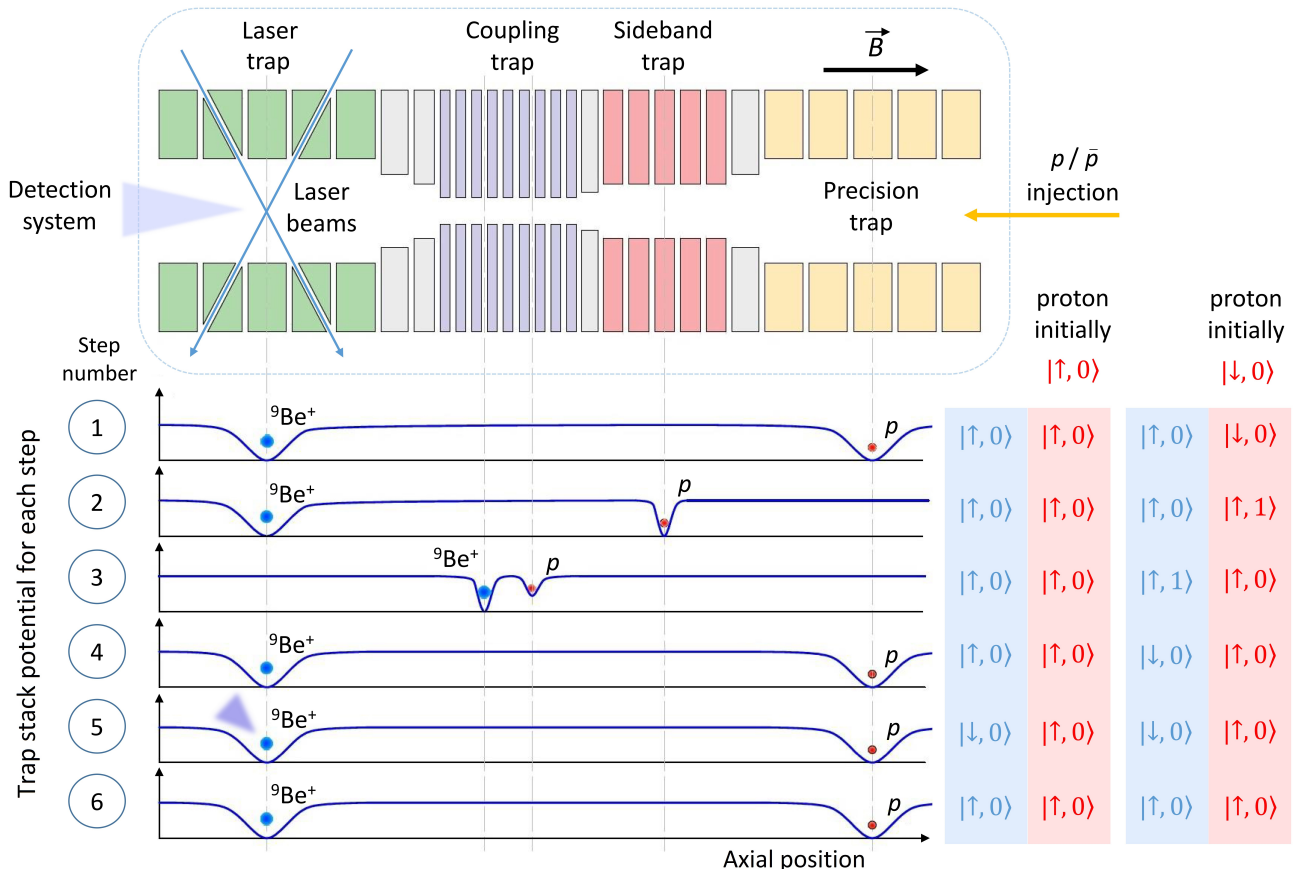 Laser
trap
Coupling
trap
Sideband
trap
B⃗
Detection
system
Laser
beams
Precision
trap
p / p̄
injection
Step
number
proton
initially
|↑, 0⟩
proton
initially
|↓, 0⟩
Trap stack potential for each step
1
⁹Be⁺
p
|↑, 0⟩ |↑, 0⟩ |↑, 0⟩ |↓, 0⟩
2
⁹Be⁺
p
|↑, 0⟩ |↑, 0⟩ |↑, 0⟩ |↑, 1⟩
3
⁹Be⁺
p
|↑, 0⟩ |↑, 0⟩ |↑, 1⟩ |↑, 0⟩
4
⁹Be⁺
p
|↑, 0⟩ |↑, 0⟩ |↓, 0⟩ |↑, 0⟩
5
⁹Be⁺
p
|↓, 0⟩ |↑, 0⟩ |↓, 0⟩ |↑, 0⟩
6
⁹Be⁺
p
|↑, 0⟩ |↑, 0⟩ |↑, 0⟩ |↑, 0⟩
Axial position